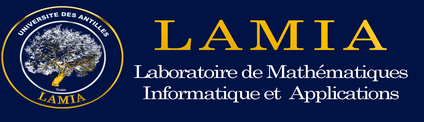 UNIVERSITE DES ANTILLES
LAMIA
LAMIA
Laboratoire de Mathématiques
Informatique et Applications